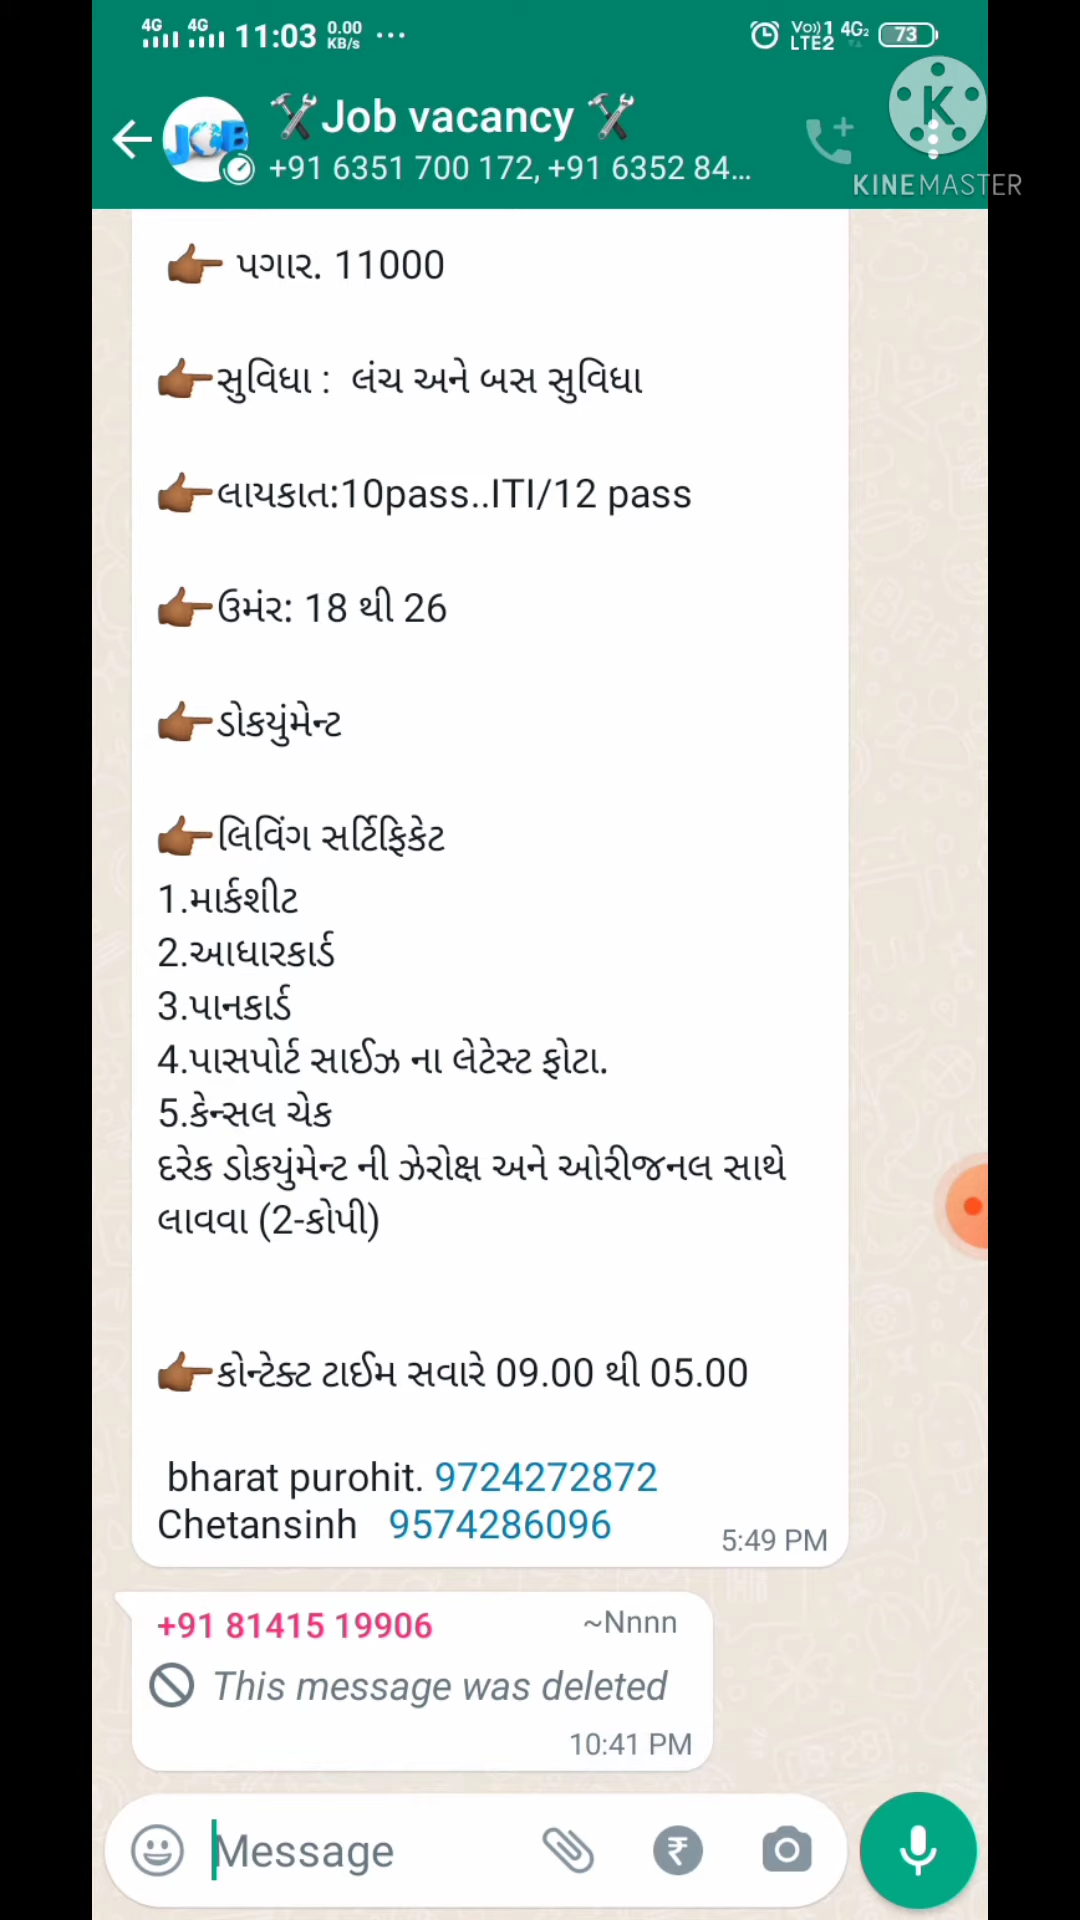 4G 4G 11:03 0.00 KB/s ... Vo)) 1 LTE2 4G2 73
Job vacancy
+91 6351 700 172, +91 6352 84...
KINEMASTER
પગાર. 11000
સુવિધા : લંચ અને બસ સુવિધા
લાયકાત:10pass..ITI/12 pass
ઉમંર: 18 થી 26
ડોકયુંમેન્ટ
લિવિંગ સર્ટિફિકેટ
1.માર્કશીટ
2.આધારકાર્ડ
3.પાનકાર્ડ
4.પાસપોર્ટ સાઈઝ ના લેટેસ્ટ ફોટા.
5.કેન્સલ ચેક
દરેક ડોકયુંમેન્ટ ની ઝેરોક્ષ અને ઓરીજનલ સાથે
લાવવા (2-કોપી)
કોન્ટેક્ટ ટાઈમ સવારે 09.00 થી 05.00
bharat purohit. 9724272872
Chetansinh 9574286096
5:49 PM
+91 81415 19906 ~Nnnn
This message was deleted
10:41 PM
Message